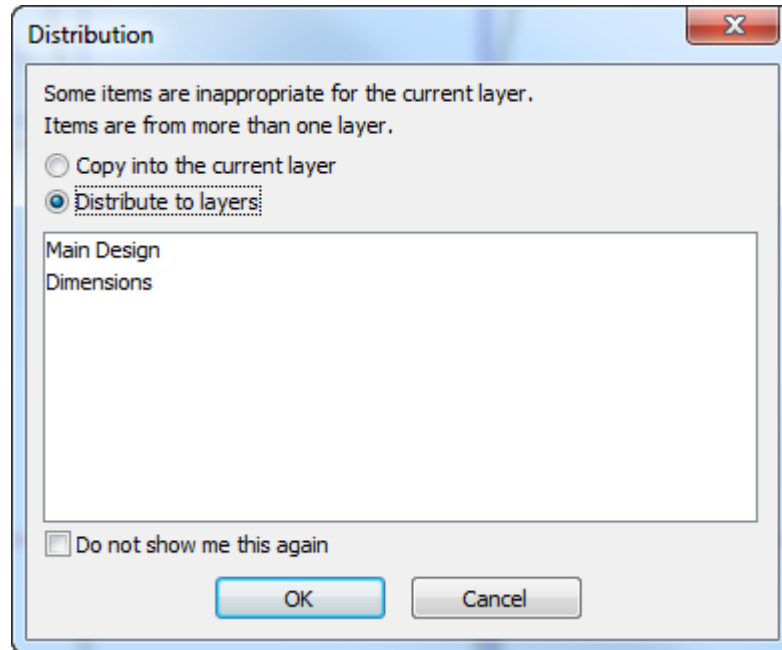 Distribution
Some items are inappropriate for the current layer.
Items are from more than one layer.
Copy into the current layer
Distribute to layers
Main Design
Dimensions
Do not show me this again
OK
Cancel